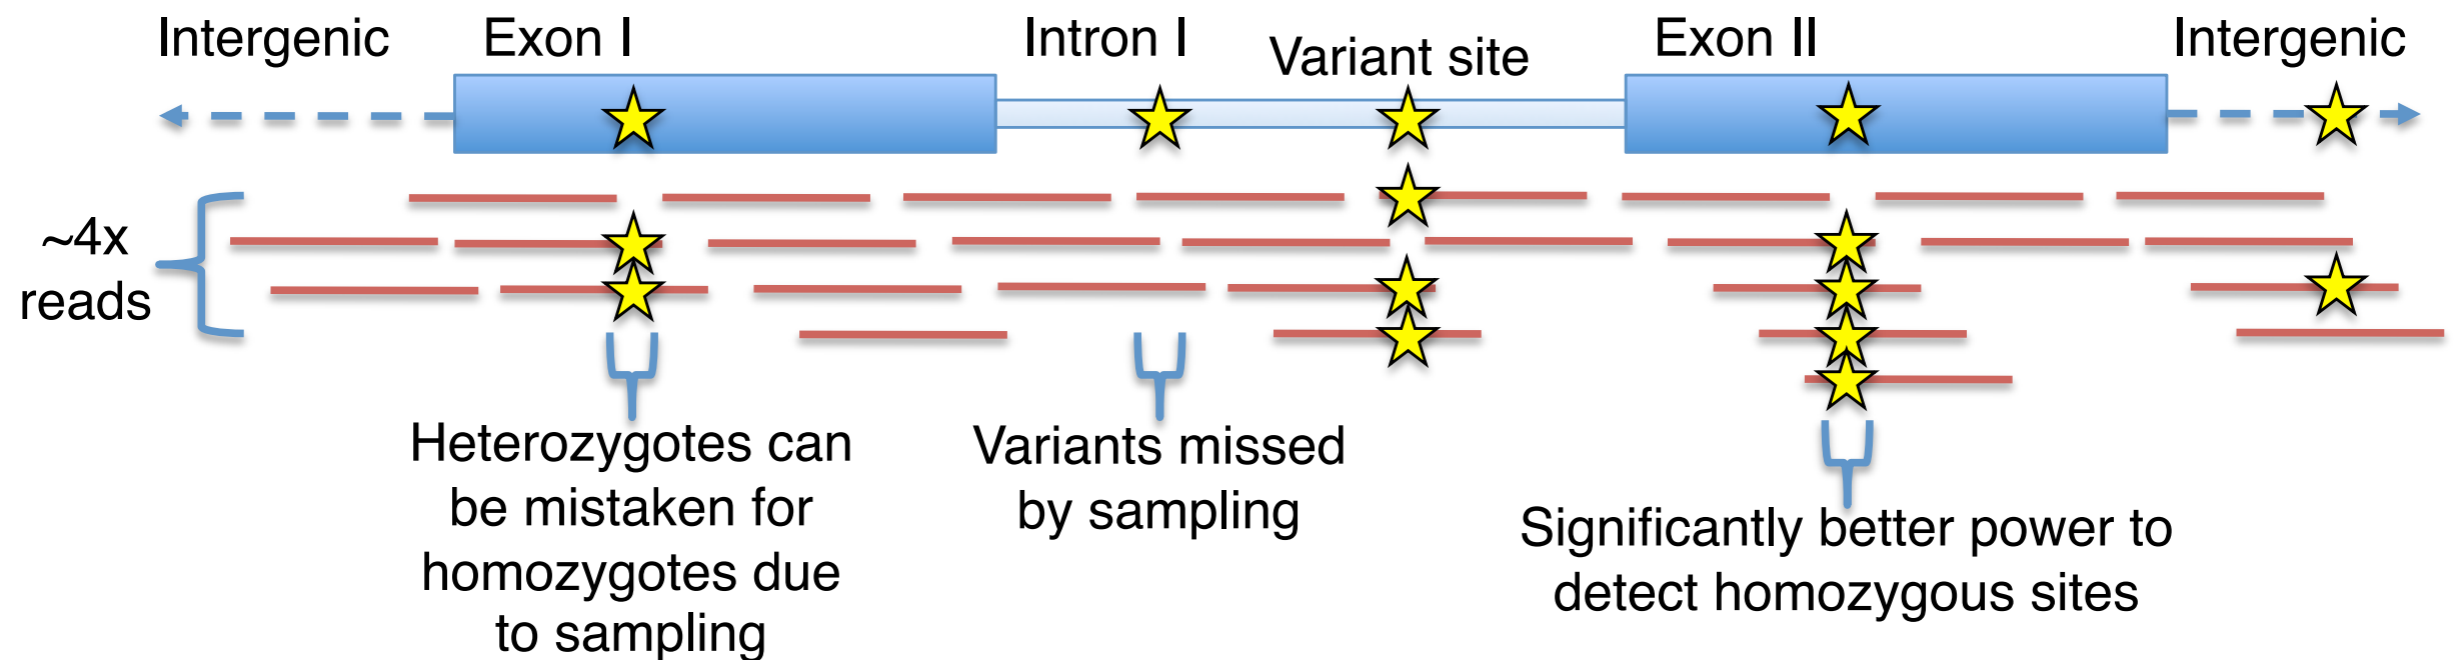 Intergenic
Exon I
Intron I
Variant site
Exon II
Intergenic
~4x
reads
Heterozygotes can
be mistaken for
homozygotes due
to sampling
Variants missed
by sampling
Significantly better power to
detect homozygous sites